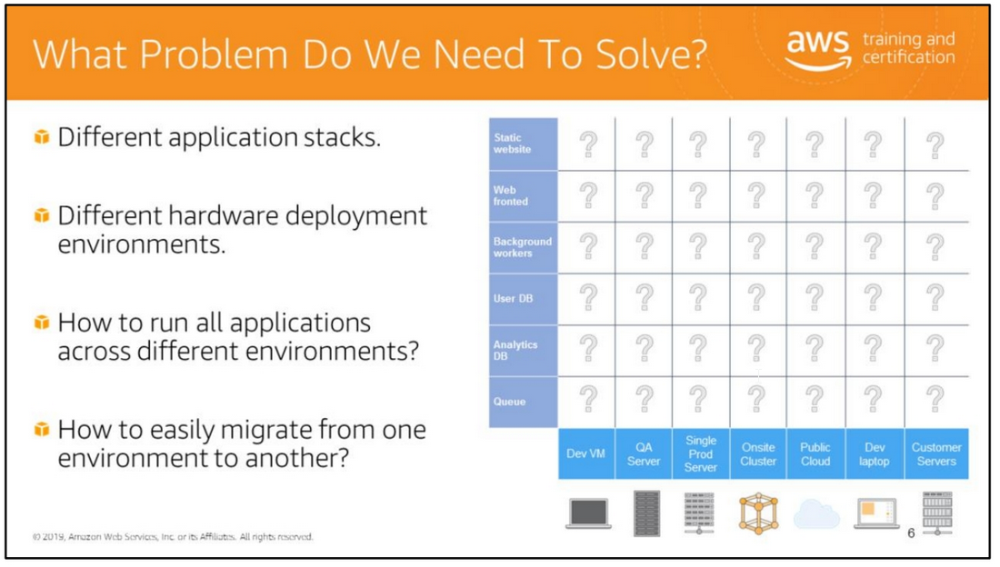 What Problem Do We Need To Solve?
aws training and
certification
Different application stacks.
Different hardware deployment
environments.
How to run all applications
across different environments?
How to easily migrate from one
environment to another?
Static
website
? ? ? ? ? ? ?
Web
fronted
? ? ? ? ? ? ?
Background
workers
? ? ? ? ? ? ?
User DB
? ? ? ? ? ? ?
Analytics
DB
? ? ? ? ? ? ?
Queue
? ? ? ? ? ? ?
Dev VM
QA
Server
Single
Prod
Server
Onsite
Cluster
Public
Cloud
Dev
laptop
Customer
Servers
6
© 2019, Amazon Web Services, Inc. or its Affiliates. All rights reserved.